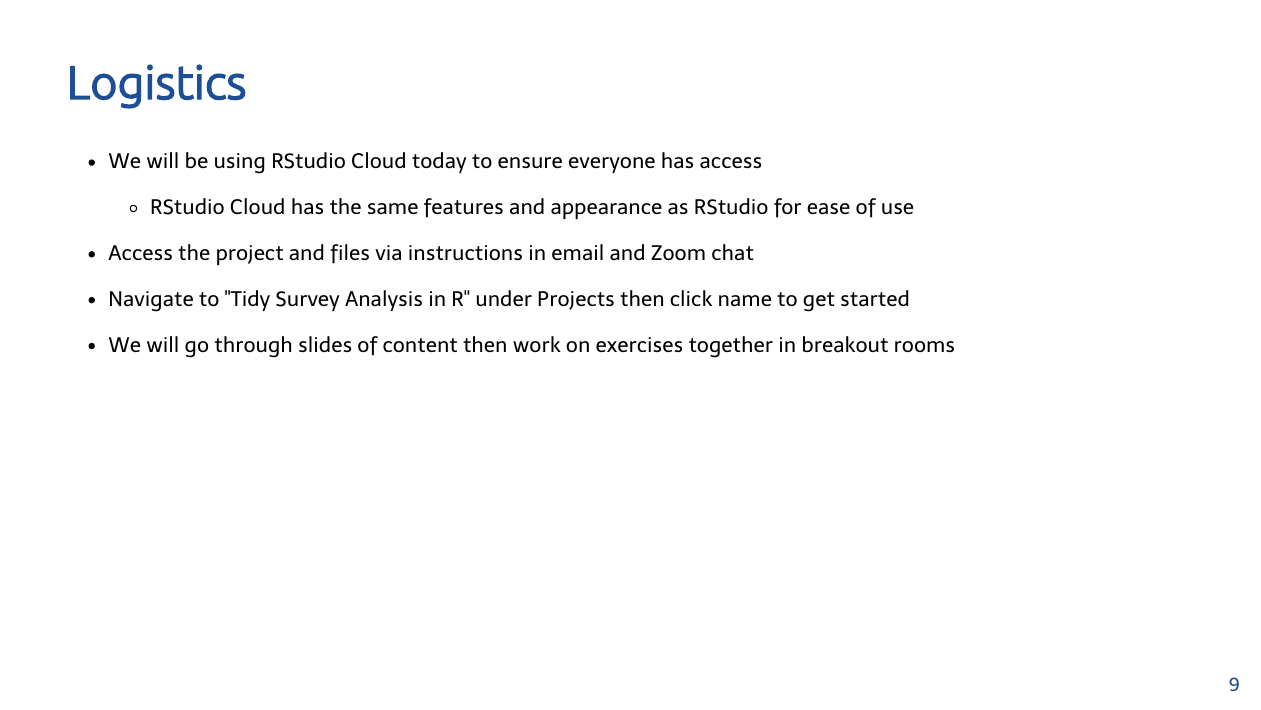 Logistics
• We will be using RStudio Cloud today to ensure everyone has access
◦ RStudio Cloud has the same features and appearance as RStudio for ease of use
• Access the project and files via instructions in email and Zoom chat
• Navigate to "Tidy Survey Analysis in R" under Projects then click name to get started
• We will go through slides of content then work on exercises together in breakout rooms
9